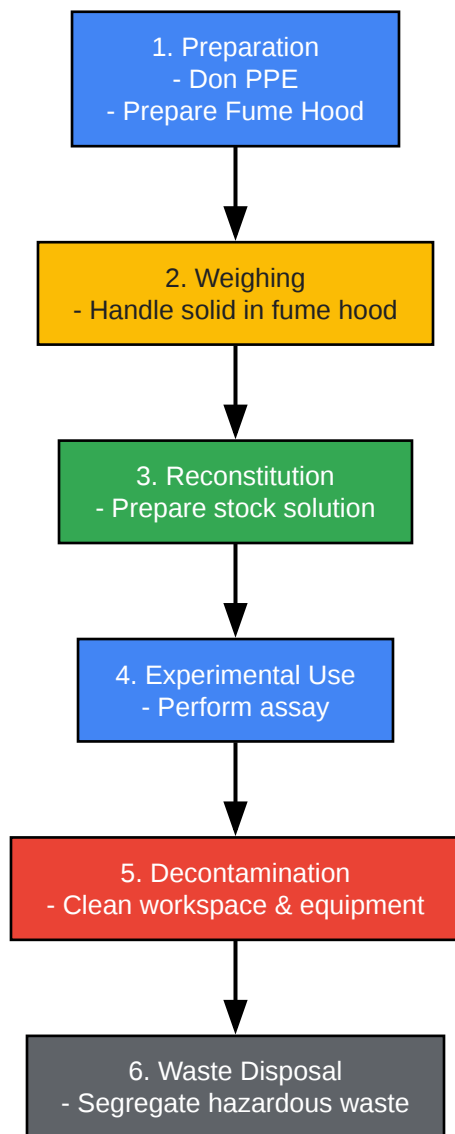 1. Preparation
- Don PPE
- Prepare Fume Hood
2. Weighing
- Handle solid in fume hood
3. Reconstitution
- Prepare stock solution
4. Experimental Use
- Perform assay
5. Decontamination
- Clean workspace & equipment
6. Waste Disposal
- Segregate hazardous waste